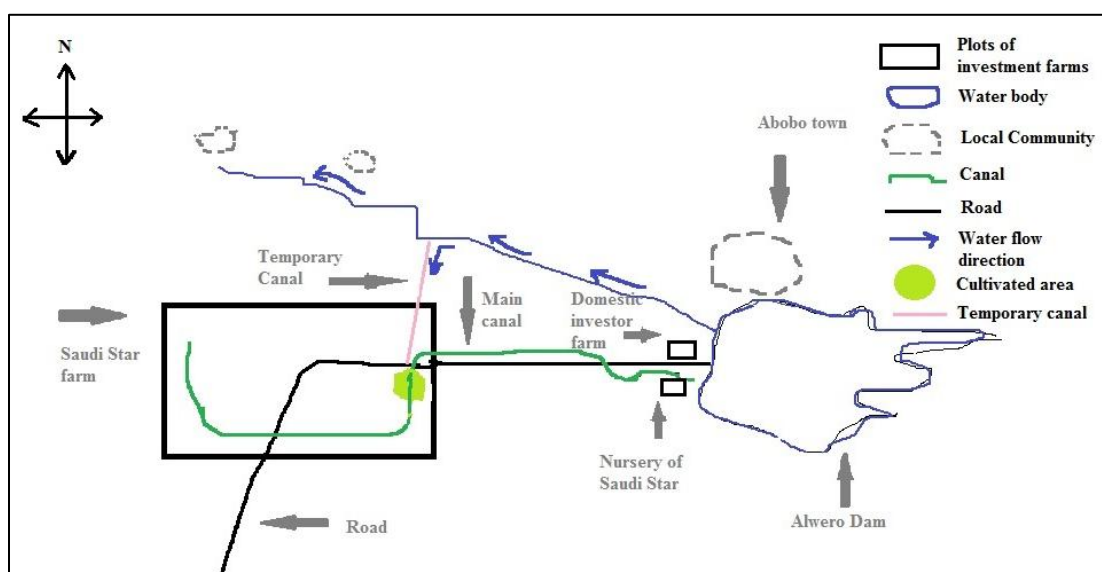 N
Plots of
investment farms
Water body
Abobo town
Local Community
Canal
Road
Water flow
direction
Cultivated area
Temporary canal
Temporary
Canal
Main
canal
Domestic
investor
farm
Saudi Star
farm
Nursery of
Saudi Star
Road
Alwero Dam